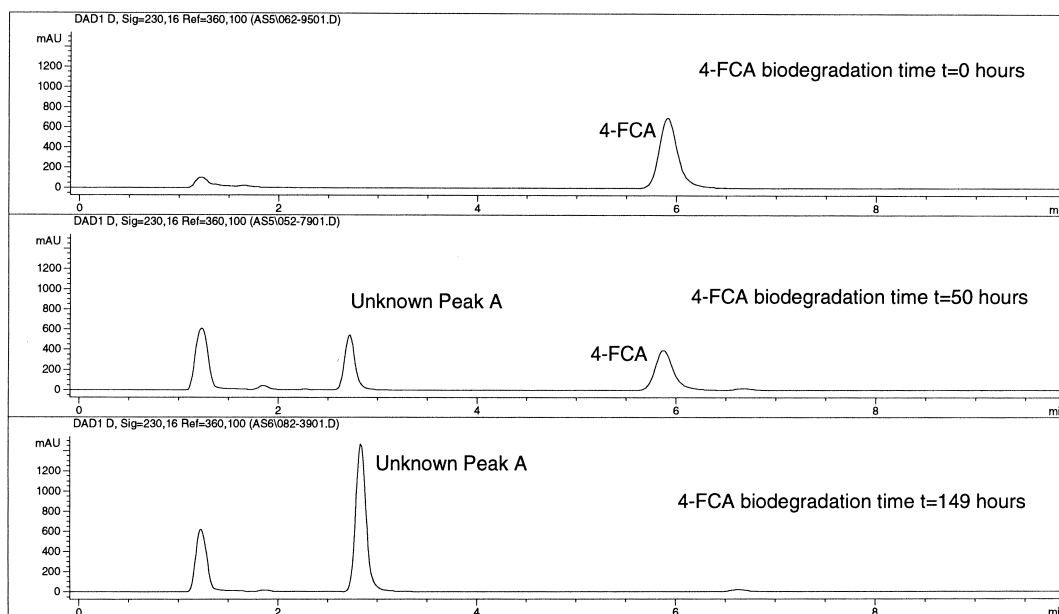 DAD1 D, Sig=230,16 Ref=360,100 (AS5\062-9501.D)
mAU
4-FCA biodegradation time t=0 hours
1200
1000
800
4-FCA
600
400
200
0
0 2 4 6 8 m
DAD1 D, Sig=230,16 Ref=360,100 (AS5\052-7901.D)
mAU
1200
Unknown Peak A
4-FCA biodegradation time t=50 hours
1000
800
600
4-FCA
400
200
0
0 2 4 6 8 mi
DAD1 D, Sig=230,16 Ref=360,100 (AS6\082-3901.D)
mAU
Unknown Peak A
1200
1000
4-FCA biodegradation time t=149 hours
800
600
400
200
0
0 2 4 6 8 mi